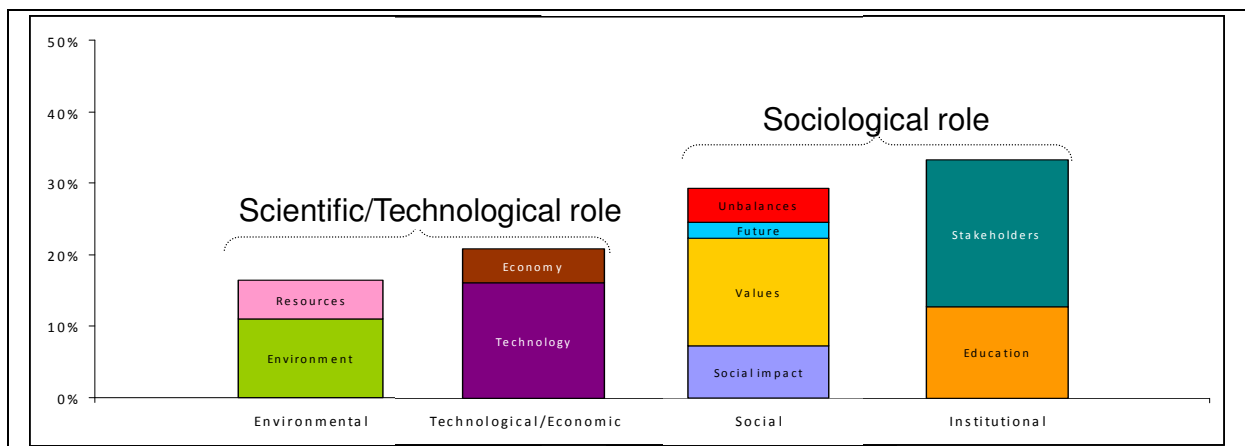 50%
40%
30%
20%
10%
0%
Sociological role
Scientific/Technological role
Resources
Environment
Economy
Technology
Unbalances
Future
Values
Social impact
Stakeholders
Education
Environmental
Technological/Economic
Social
Institutional